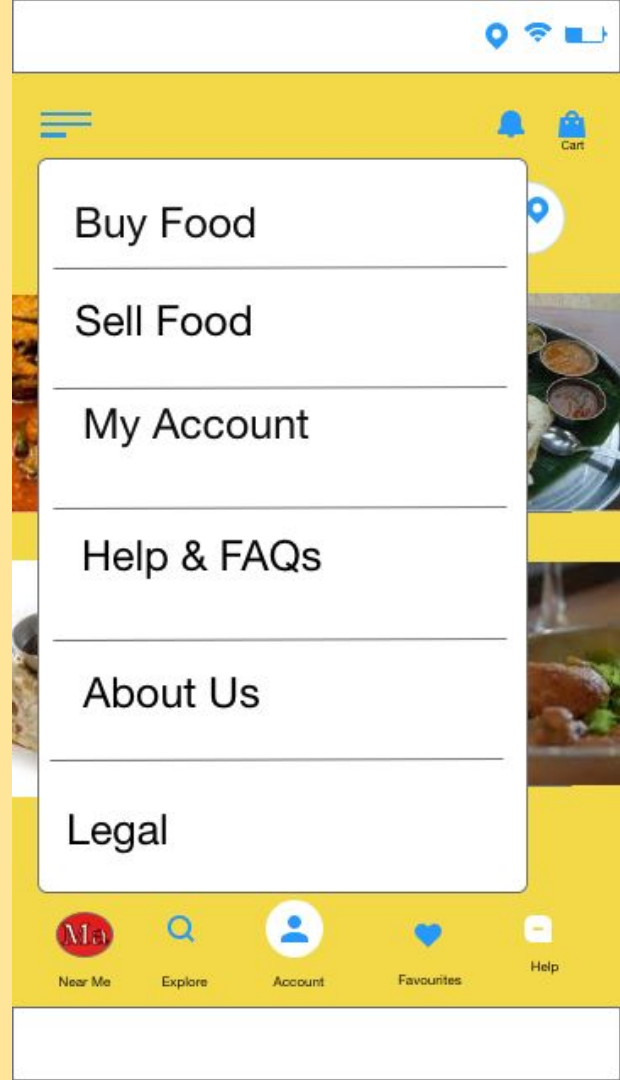 Cart
Buy Food
Sell Food
My Account
Help & FAQs
About Us
Legal
Ma
Near Me
Explore
Account
Favourites
Help